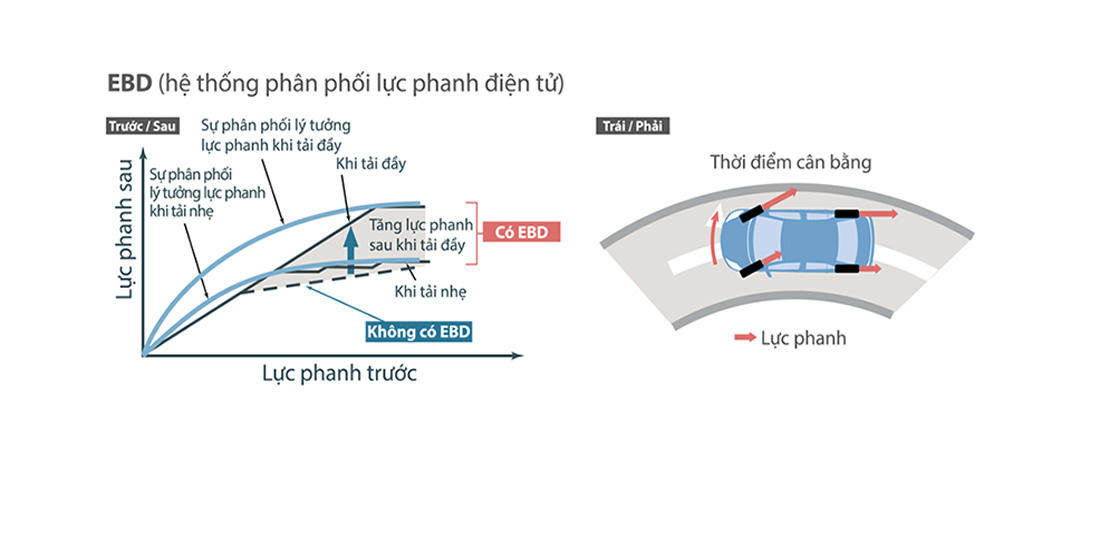 EBD (hệ thống phân phối lực phanh điện tử)
Trước / Sau
Sự phân phối lý tưởng
lực phanh khi tải đầy
Khi tải đầy
Sự phân phối
lý tưởng lực phanh
khi tải nhẹ
Lực phanh sau
Tăng lực phanh
sau khi tải đầy
Có EBD
Khi tải nhẹ
Không có EBD
Lực phanh trước
Trái / Phải
Thời điểm cân bằng
Lực phanh